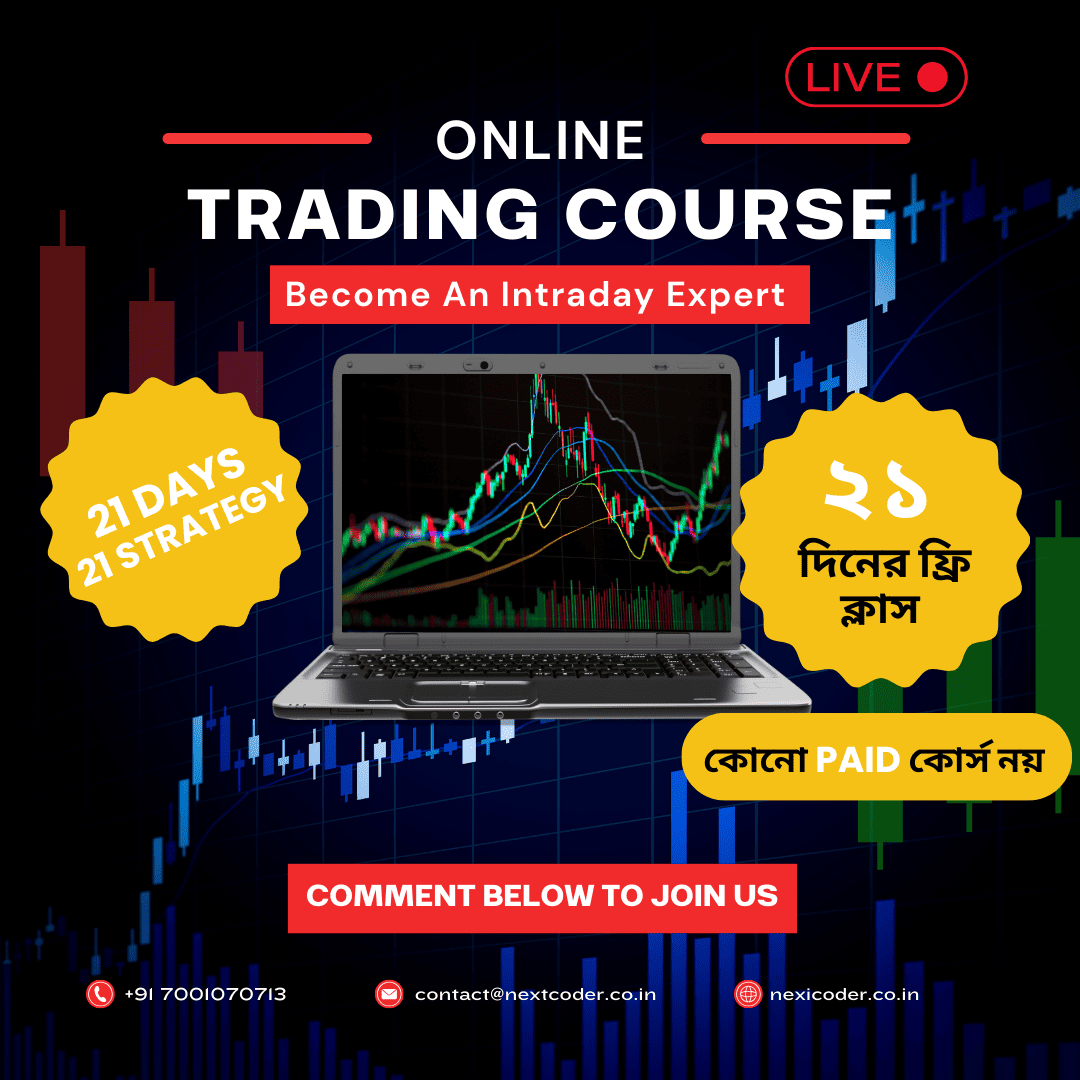 LIVE
ONLINE
TRADING COURSE
Become An Intraday Expert
21 DAYS
21 STRATEGY
২১
দিনের ফ্রি
ক্লাস
কোনো PAID কোর্স নয়
COMMENT BELOW TO JOIN US
+91 7001070713
contact@nextcoder.co.in
nexicoder.co.in